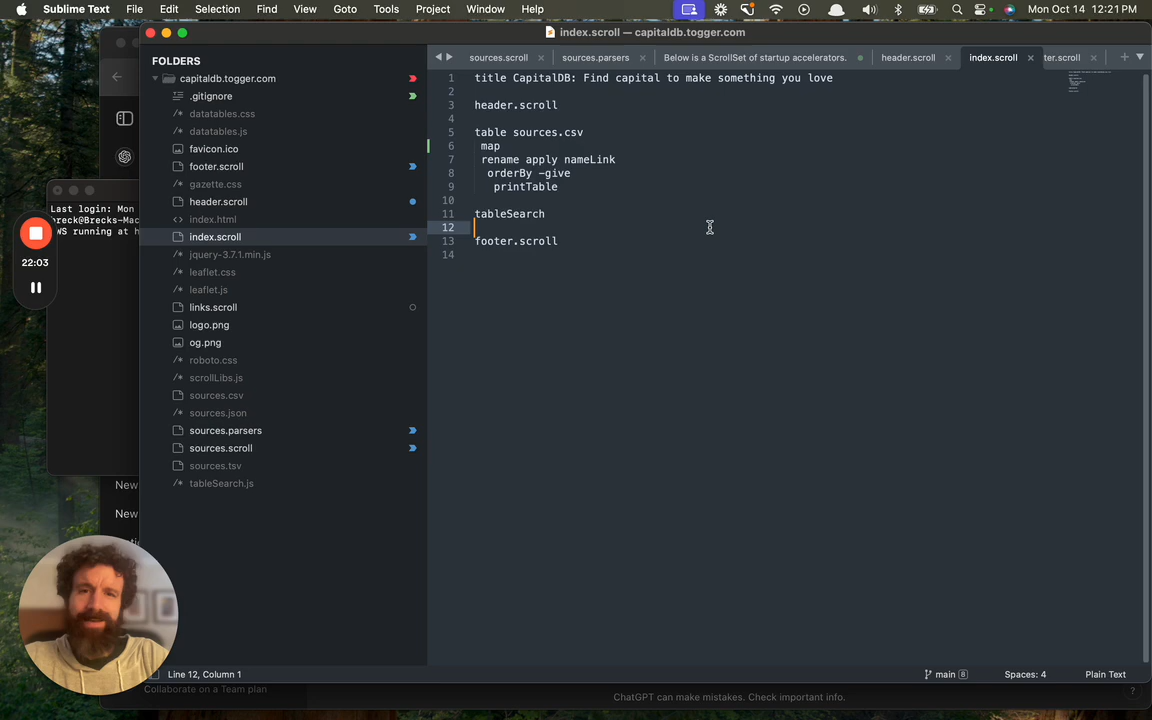 Sublime Text File Edit Selection Find View Goto Tools Project Window Help Mon Oct 14 12:21 PM
index.scroll — capitaldb.togger.com
FOLDERS
capitaldb.togger.com
.gitignore
/* datatables.css
/* datatables.js
favicon.ico
footer.scroll
/* gazette.css
header.scroll
<> index.html
index.scroll
/* jquery-3.7.1.min.js
/* leaflet.css
/* leaflet.js
links.scroll
logo.png
og.png
/* roboto.css
/* scrollLibs.js
/* sources.csv
/* sources.json
sources.parsers
sources.scroll
/* sources.tsv
/* tableSearch.js
sources.scroll sources.parsers Below is a ScrollSet of startup accelerators. header.scroll index.scroll ter.scroll
1 title CapitalDB: Find capital to make something you love
2
3 header.scroll
4
5 table sources.csv
6 map
7 rename apply nameLink
8 orderBy -give
9 printTable
10
11 tableSearch
12
13 footer.scroll
14
Last login: Mon
breck@Brecks-Mac
WS running at h
22:03
New
New
Collaborate on a Team plan
Line 12, Column 1
main 8
Spaces: 4
Plain Text
ChatGPT can make mistakes. Check important info.
?